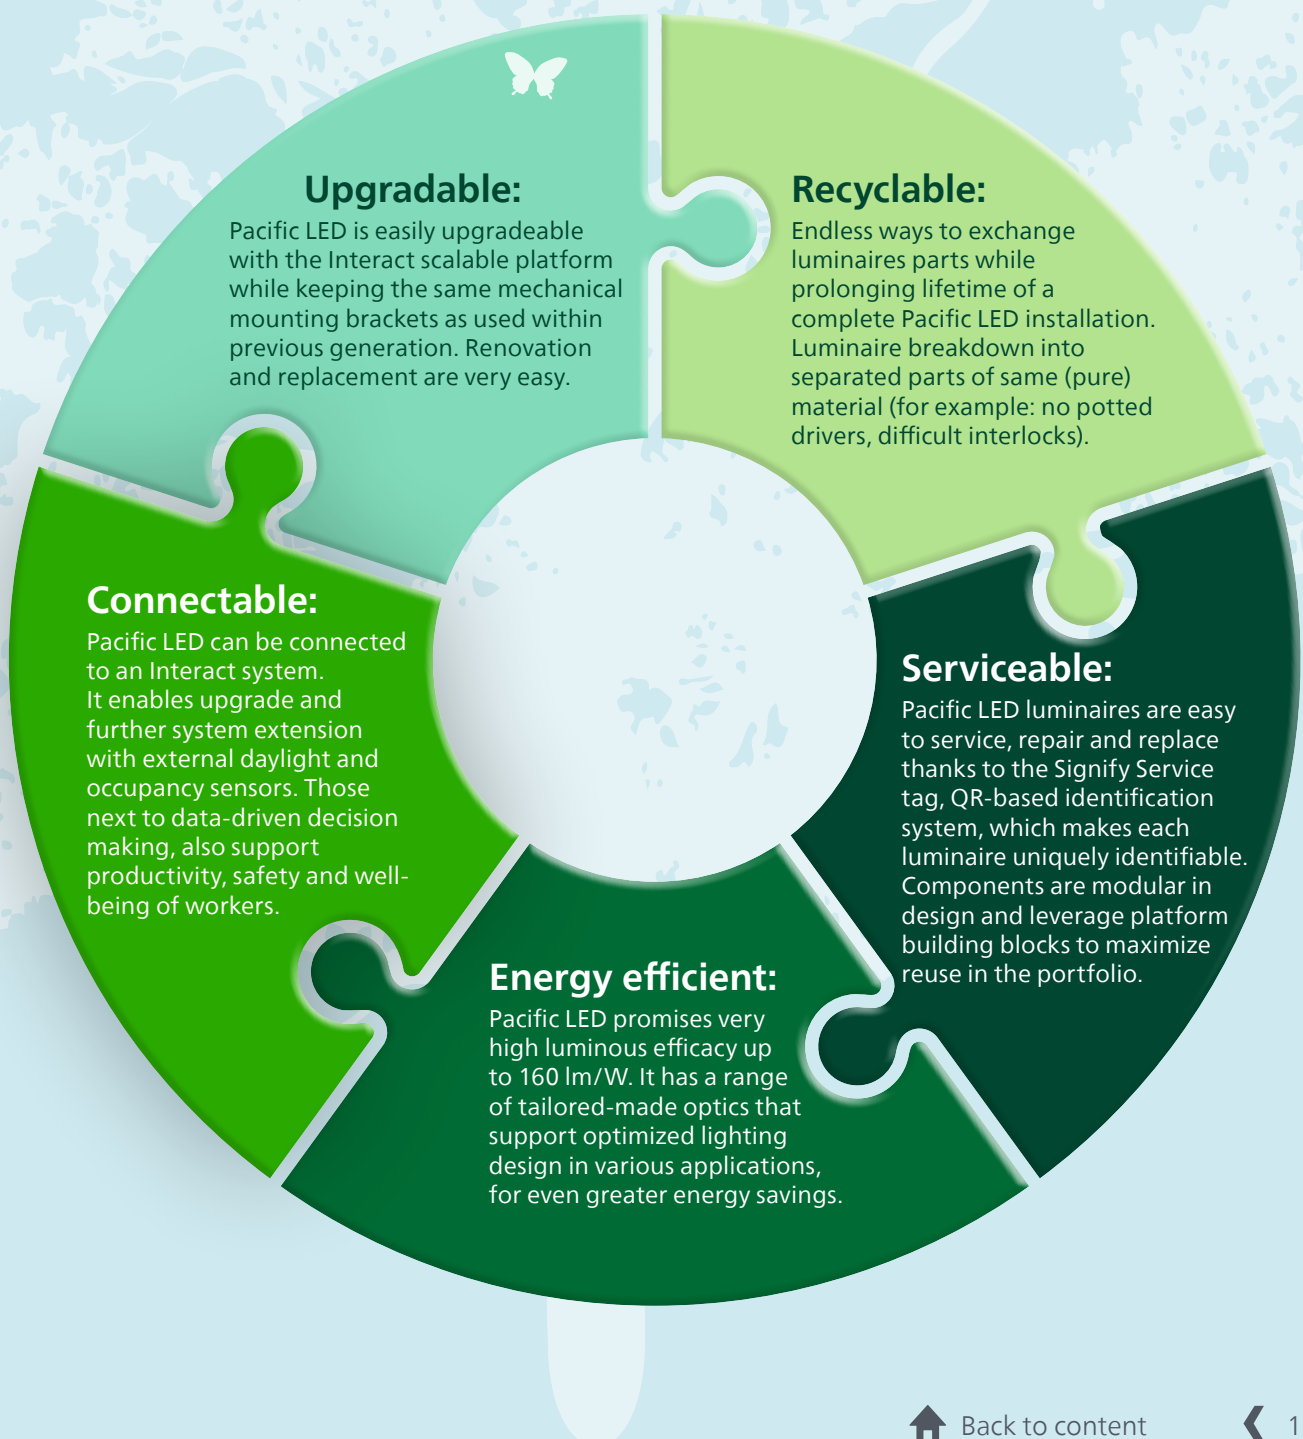 Upgradable:
Pacific LED is easily upgradeable
with the Interact scalable platform
while keeping the same mechanical
mounting brackets as used within
previous generation. Renovation
and replacement are very easy.
Recyclable:
Endless ways to exchange
luminaires parts while
prolonging lifetime of a
complete Pacific LED installation.
Luminaire breakdown into
separated parts of same (pure)
material (for example: no potted
drivers, difficult interlocks).
Connectable:
Pacific LED can be connected
to an Interact system.
It enables upgrade and
further system extension
with external daylight and
occupancy sensors. Those
next to data-driven decision
making, also support
productivity, safety and well-
being of workers.
Serviceable:
Pacific LED luminaires are easy
to service, repair and replace
thanks to the Signify Service
tag, QR-based identification
system, which makes each
luminaire uniquely identifiable.
Components are modular in
design and leverage platform
building blocks to maximize
reuse in the portfolio.
Energy efficient:
Pacific LED promises very
high luminous efficacy up
to 160 lm/W. It has a range
of tailored-made optics that
support optimized lighting
design in various applications,
for even greater energy savings.
Back to content
1